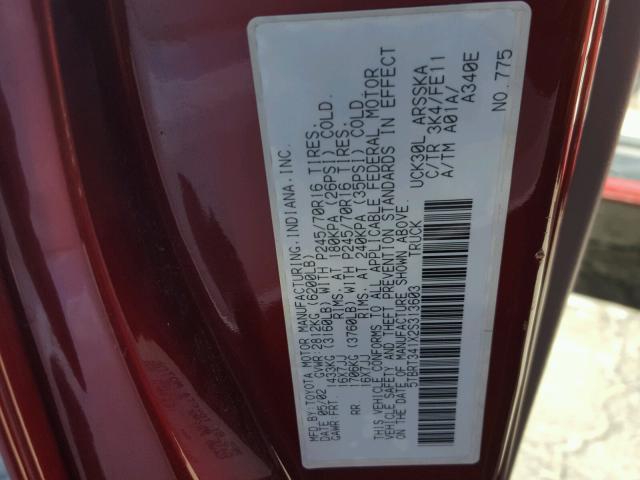 MFD BY: TOYOTA MOTOR MANUFACTURING, INDIANA. INC.
DATE 05/02 GVWR: 2812KG (6200LB)
GAWR FRT: 1433KG (3160LB) WITH P245/70R16 TIRES.
16X7JJ RIMS. AT 180KPA (26PSI) COLD.
RR 1706KG (3760LB) WITH P245/70R16 TIRES.
16X7JJ RIMS. AT 240KPA (35PSI) COLD.
THIS VEHICLE CONFORMS TO ALL APPLICABLE FEDERAL MOTOR
VEHICLE SAFETY AND THEFT PREVENTION STANDARDS IN EFFECT
ON THE DATE OF MANUFACTURE SHOWN ABOVE.
5TBRT341X2S313603 TRUCK
UCK30L ARSSKA
C/TR 3K4/FE11
A/TM A01A/ A340E
NO. 775